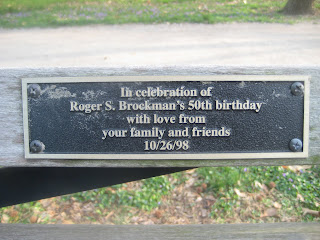 In celebration of
Roger S. Brockman's 50th birthday
with love from
your family and friends
10/26/98